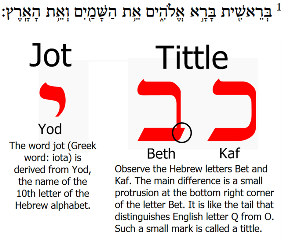 1 בְּרֵאשִׁ֖ית בָּרָ֣א אֱלֹהִ֑ים אֵ֥ת הַשָּׁמַ֖יִם וְאֵ֥ת הָאָֽרֶץ׃
Jot
Tittle
י
בכ
Yod
Beth
Kaf
The word jot (Greek
word: iota) is
derived from Yod,
the name of the
10th letter of the
Hebrew alphabet.
Observe the Hebrew letters Bet and
Kaf. The main difference is a small
protrusion at the bottom right corner
of the letter Bet. It is like the tail that
distinguishes English letter Q from O.
Such a small mark is called a tittle.